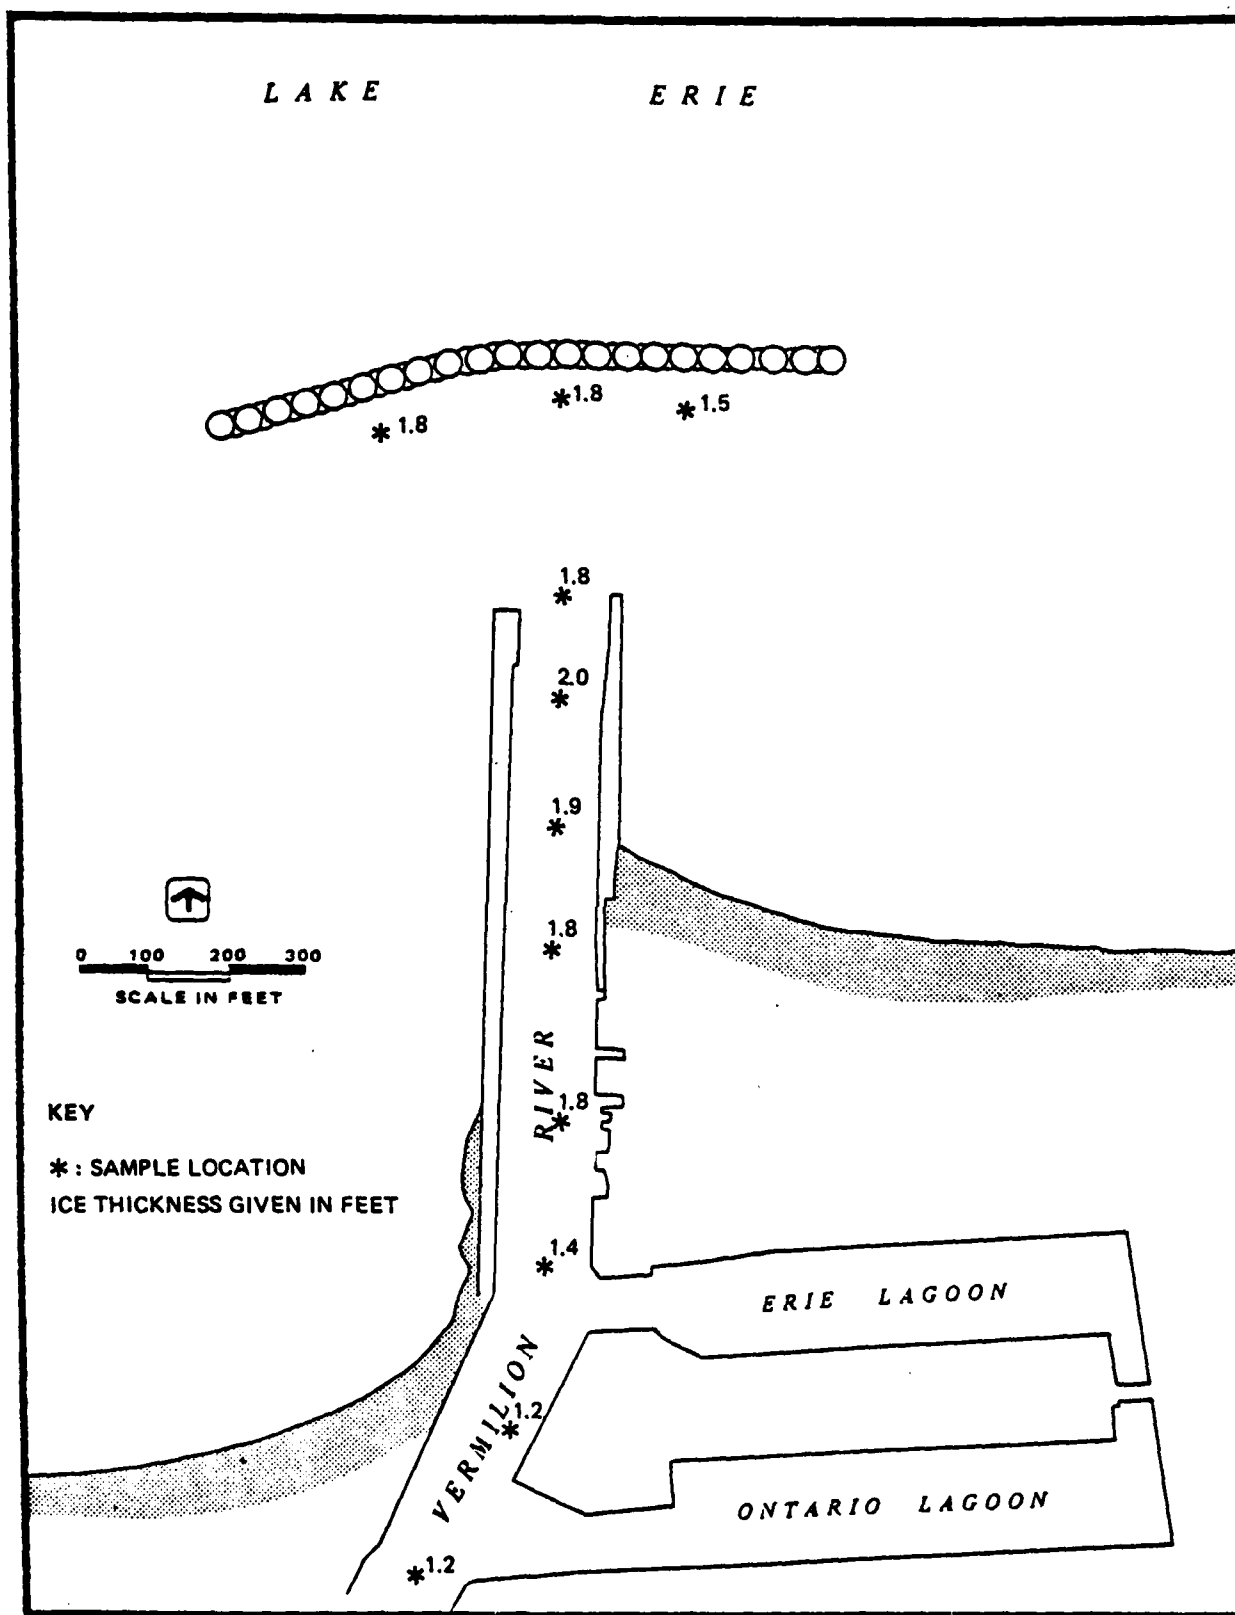 LAKE ERIE
1.8
1.8
1.5
1.8
2.0
1.9
1.8
0 100 200 300
SCALE IN FEET
RIVER
1.8
KEY
* : SAMPLE LOCATION
ICE THICKNESS GIVEN IN FEET
1.4
ERIE LAGOON
VERMILION
1.2
ONTARIO LAGOON
1.2